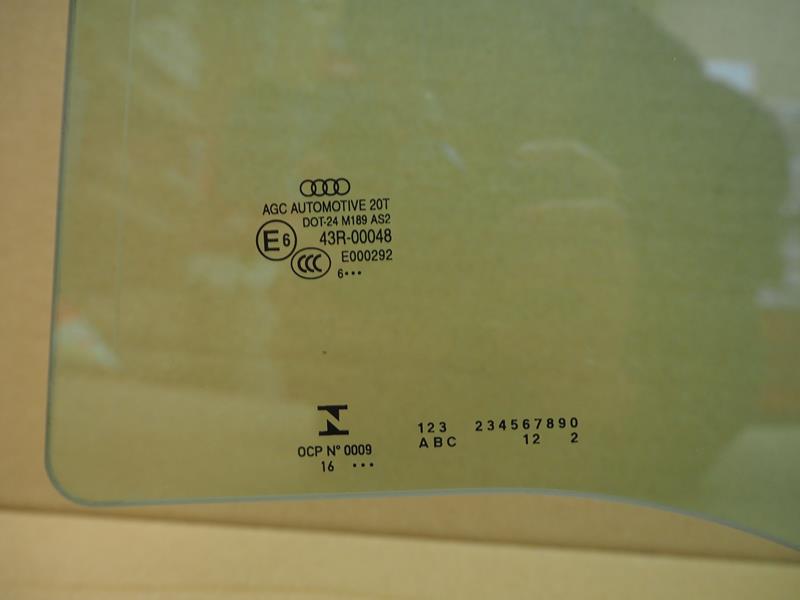 AGC AUTOMOTIVE 20T
DOT-24 M189 AS2
E6 43R-00048
CCC E000292
6•••
OCP N° 0009
16 •••
123 234567890
ABC 12 2